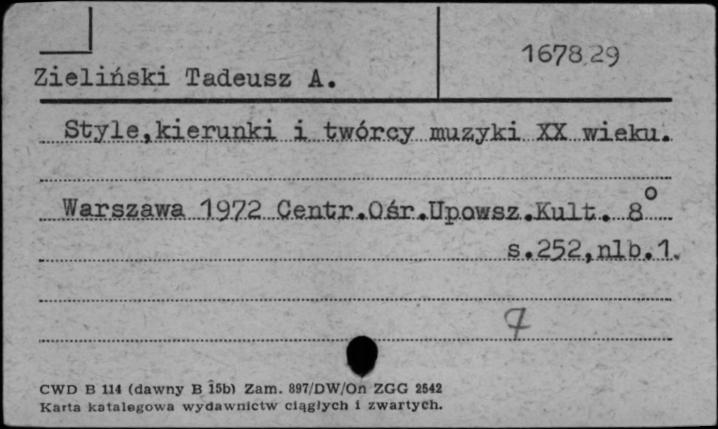 1678 29
Zieliński Tadeusz A.
Style,kierunki i twórcy muzyki XX wieku.
Warszawa 1972 Centr.Ośr.Upowsz.Kult. 8°
s.252,nlb.1.
7
CWD B 114 (dawny B 15b) Zam. 897/DW/On ZGG 2542
Karta katalogowa wydawnictw ciągłych i zwartych.